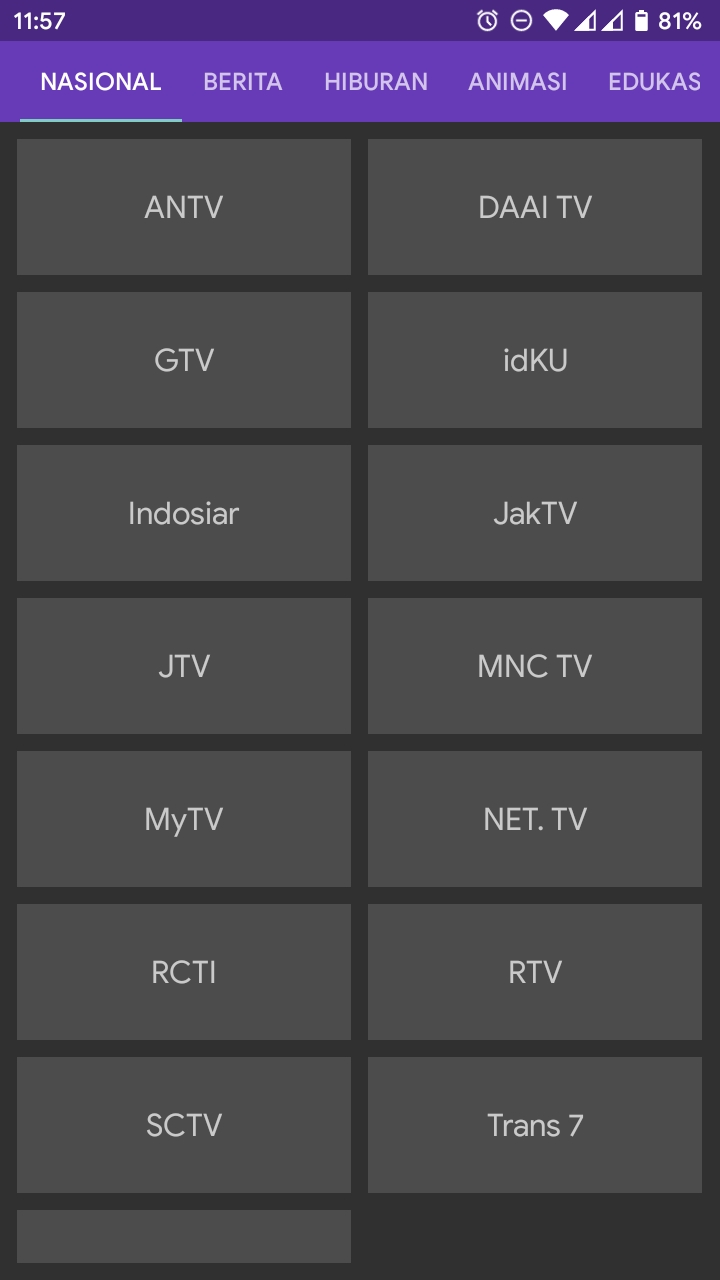 11:57 81%
NASIONAL BERITA HIBURAN ANIMASI EDUKAS
ANTV DAAI TV
GTV idKU
Indosiar JakTV
JTV MNC TV
MyTV NET. TV
RCTI RTV
SCTV Trans 7